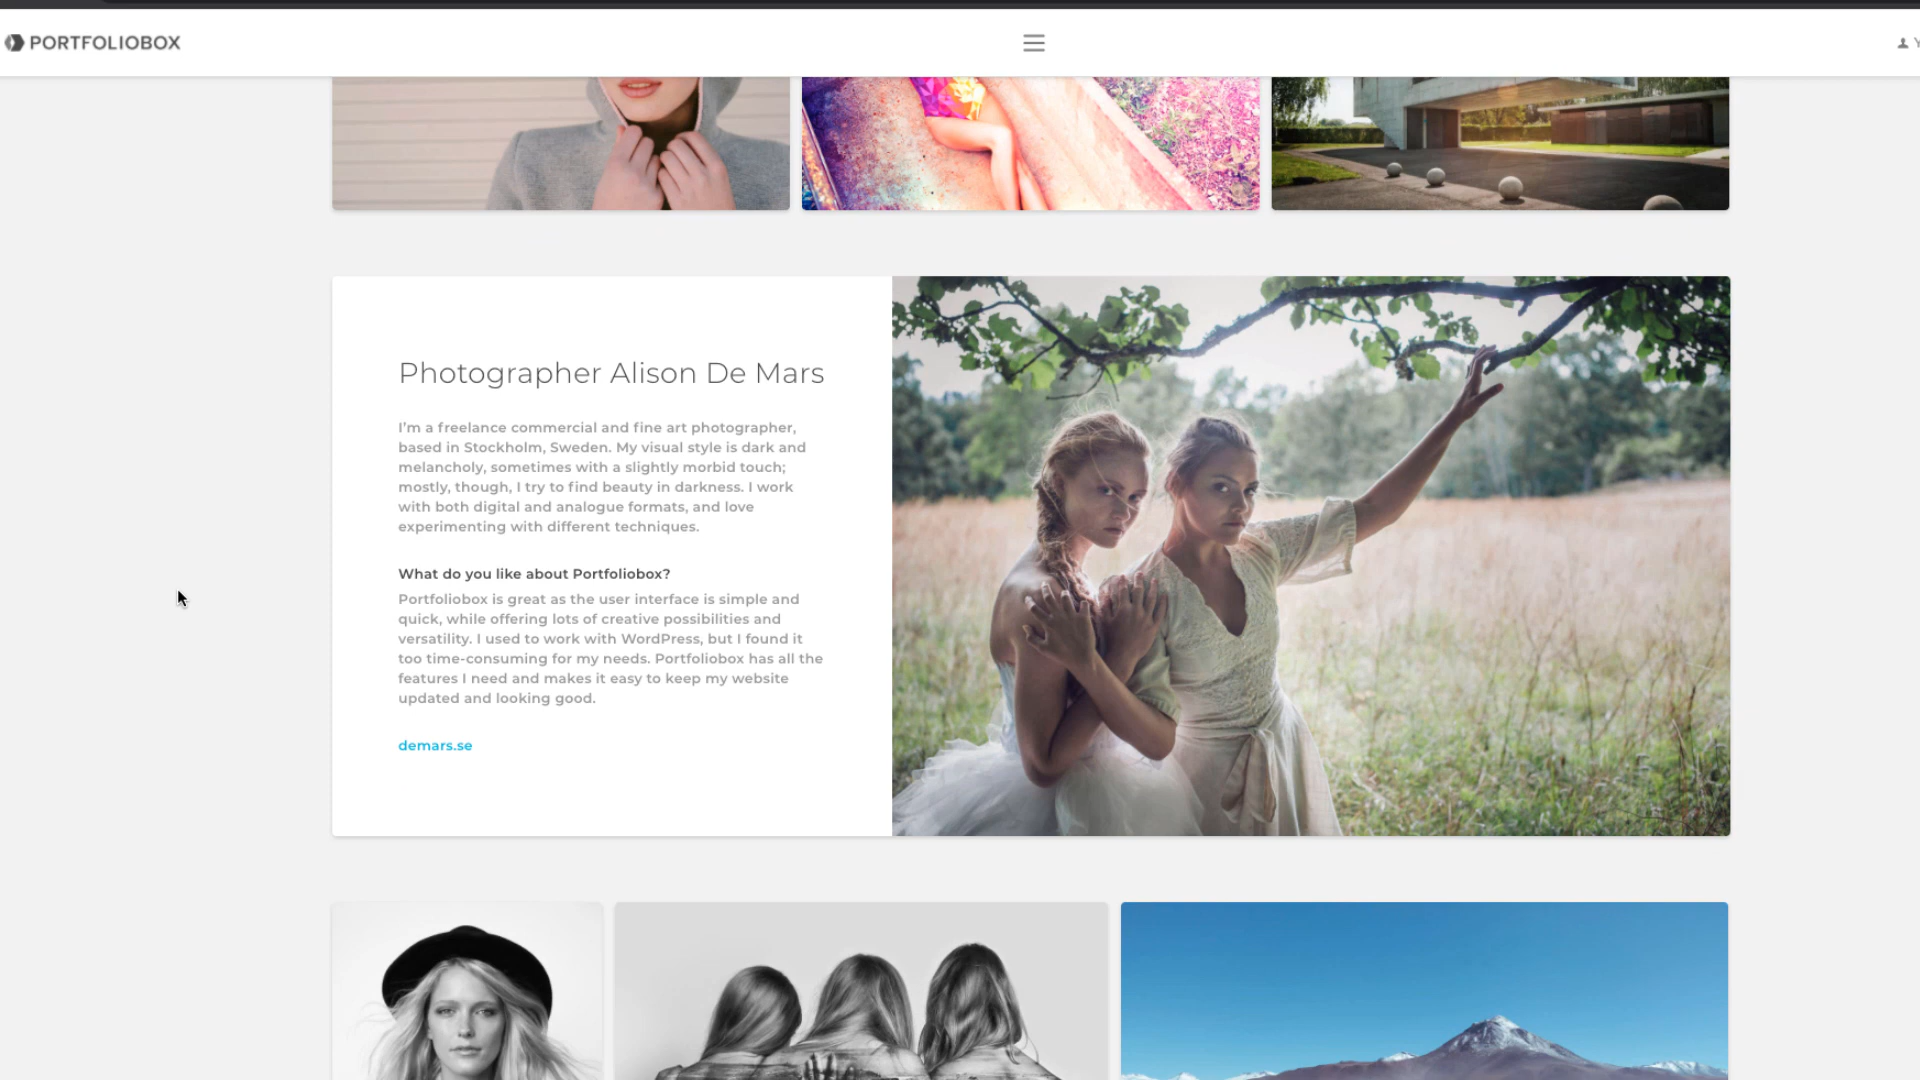 PORTFOLIOBOX
Photographer Alison De Mars
I'm a freelance commercial and fine art photographer,
based in Stockholm, Sweden. My visual style is dark and
melancholy, sometimes with a slightly morbid touch;
mostly, though, I try to find beauty in darkness. I work
with both digital and analogue formats, and love
experimenting with different techniques.
What do you like about Portfoliobox?
Portfoliobox is great as the user interface is simple and
quick, while offering lots of creative possibilities and
versatility. I used to work with WordPress, but I found it
too time-consuming for my needs. Portfoliobox has all the
features I need and makes it easy to keep my website
updated and looking good.
demars.se